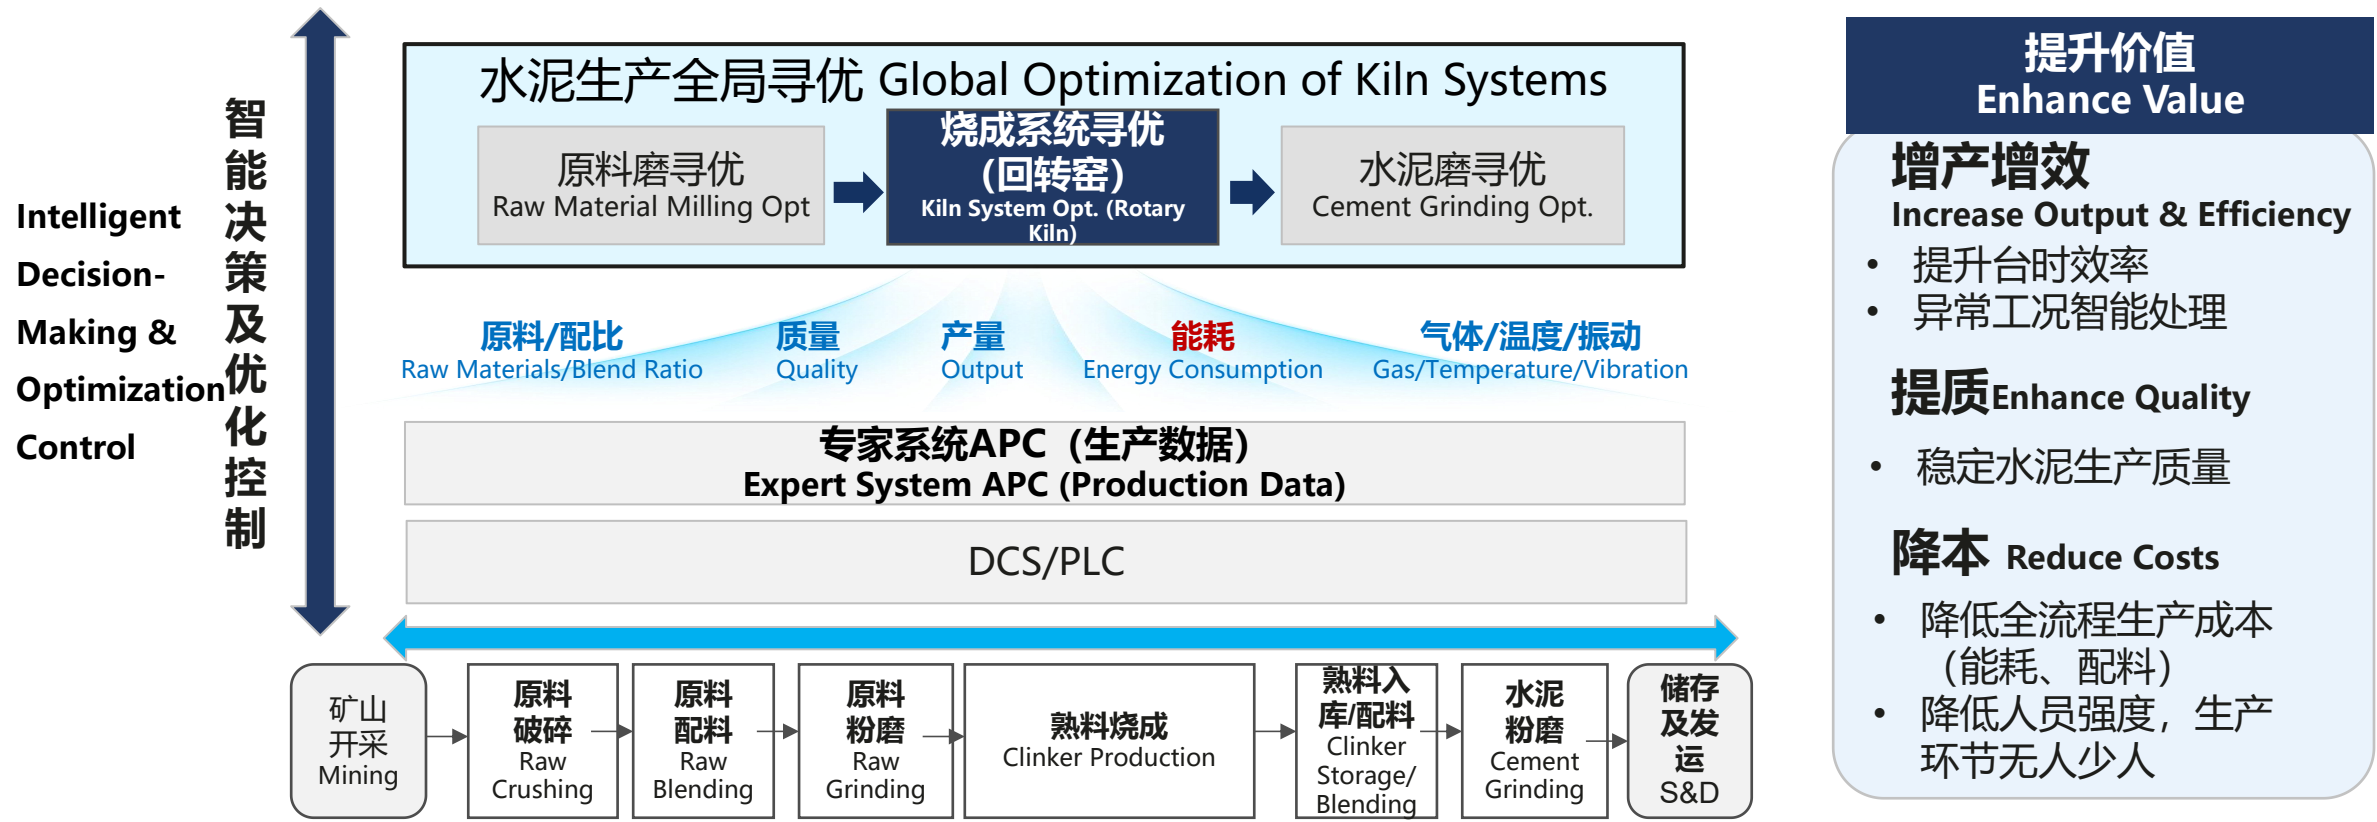 智能决策及优化控制
Intelligent
Decision-
Making &
Optimization
Control
水泥生产全局寻优 Global Optimization of Kiln Systems
原料磨寻优
Raw Material Milling Opt
烧成系统寻优
(回转窑)
Kiln System Opt. (Rotary
Kiln)
水泥磨寻优
Cement Grinding Opt.
原料/配比
Raw Materials/Blend Ratio
质量
Quality
产量
Output
能耗
Energy Consumption
气体/温度/振动
Gas/Temperature/Vibration
专家系统APC（生产数据）
Expert System APC (Production Data)
DCS/PLC
矿山
开采
Mining
原料
破碎
Raw
Crushing
原料
配料
Raw
Blending
原料
粉磨
Raw
Grinding
熟料烧成
Clinker Production
熟料入
库/配料
Clinker
Storage/
Blending
水泥
粉磨
Cement
Grinding
储存
及发
运
S&D
提升价值
Enhance Value
增产增效
Increase Output & Efficiency
• 提升台时效率
• 异常工况智能处理
提质Enhance Quality
• 稳定水泥生产质量
降本 Reduce Costs
• 降低全流程生产成本
（能耗、配料）
• 降低人员强度，生产
环节无人少人